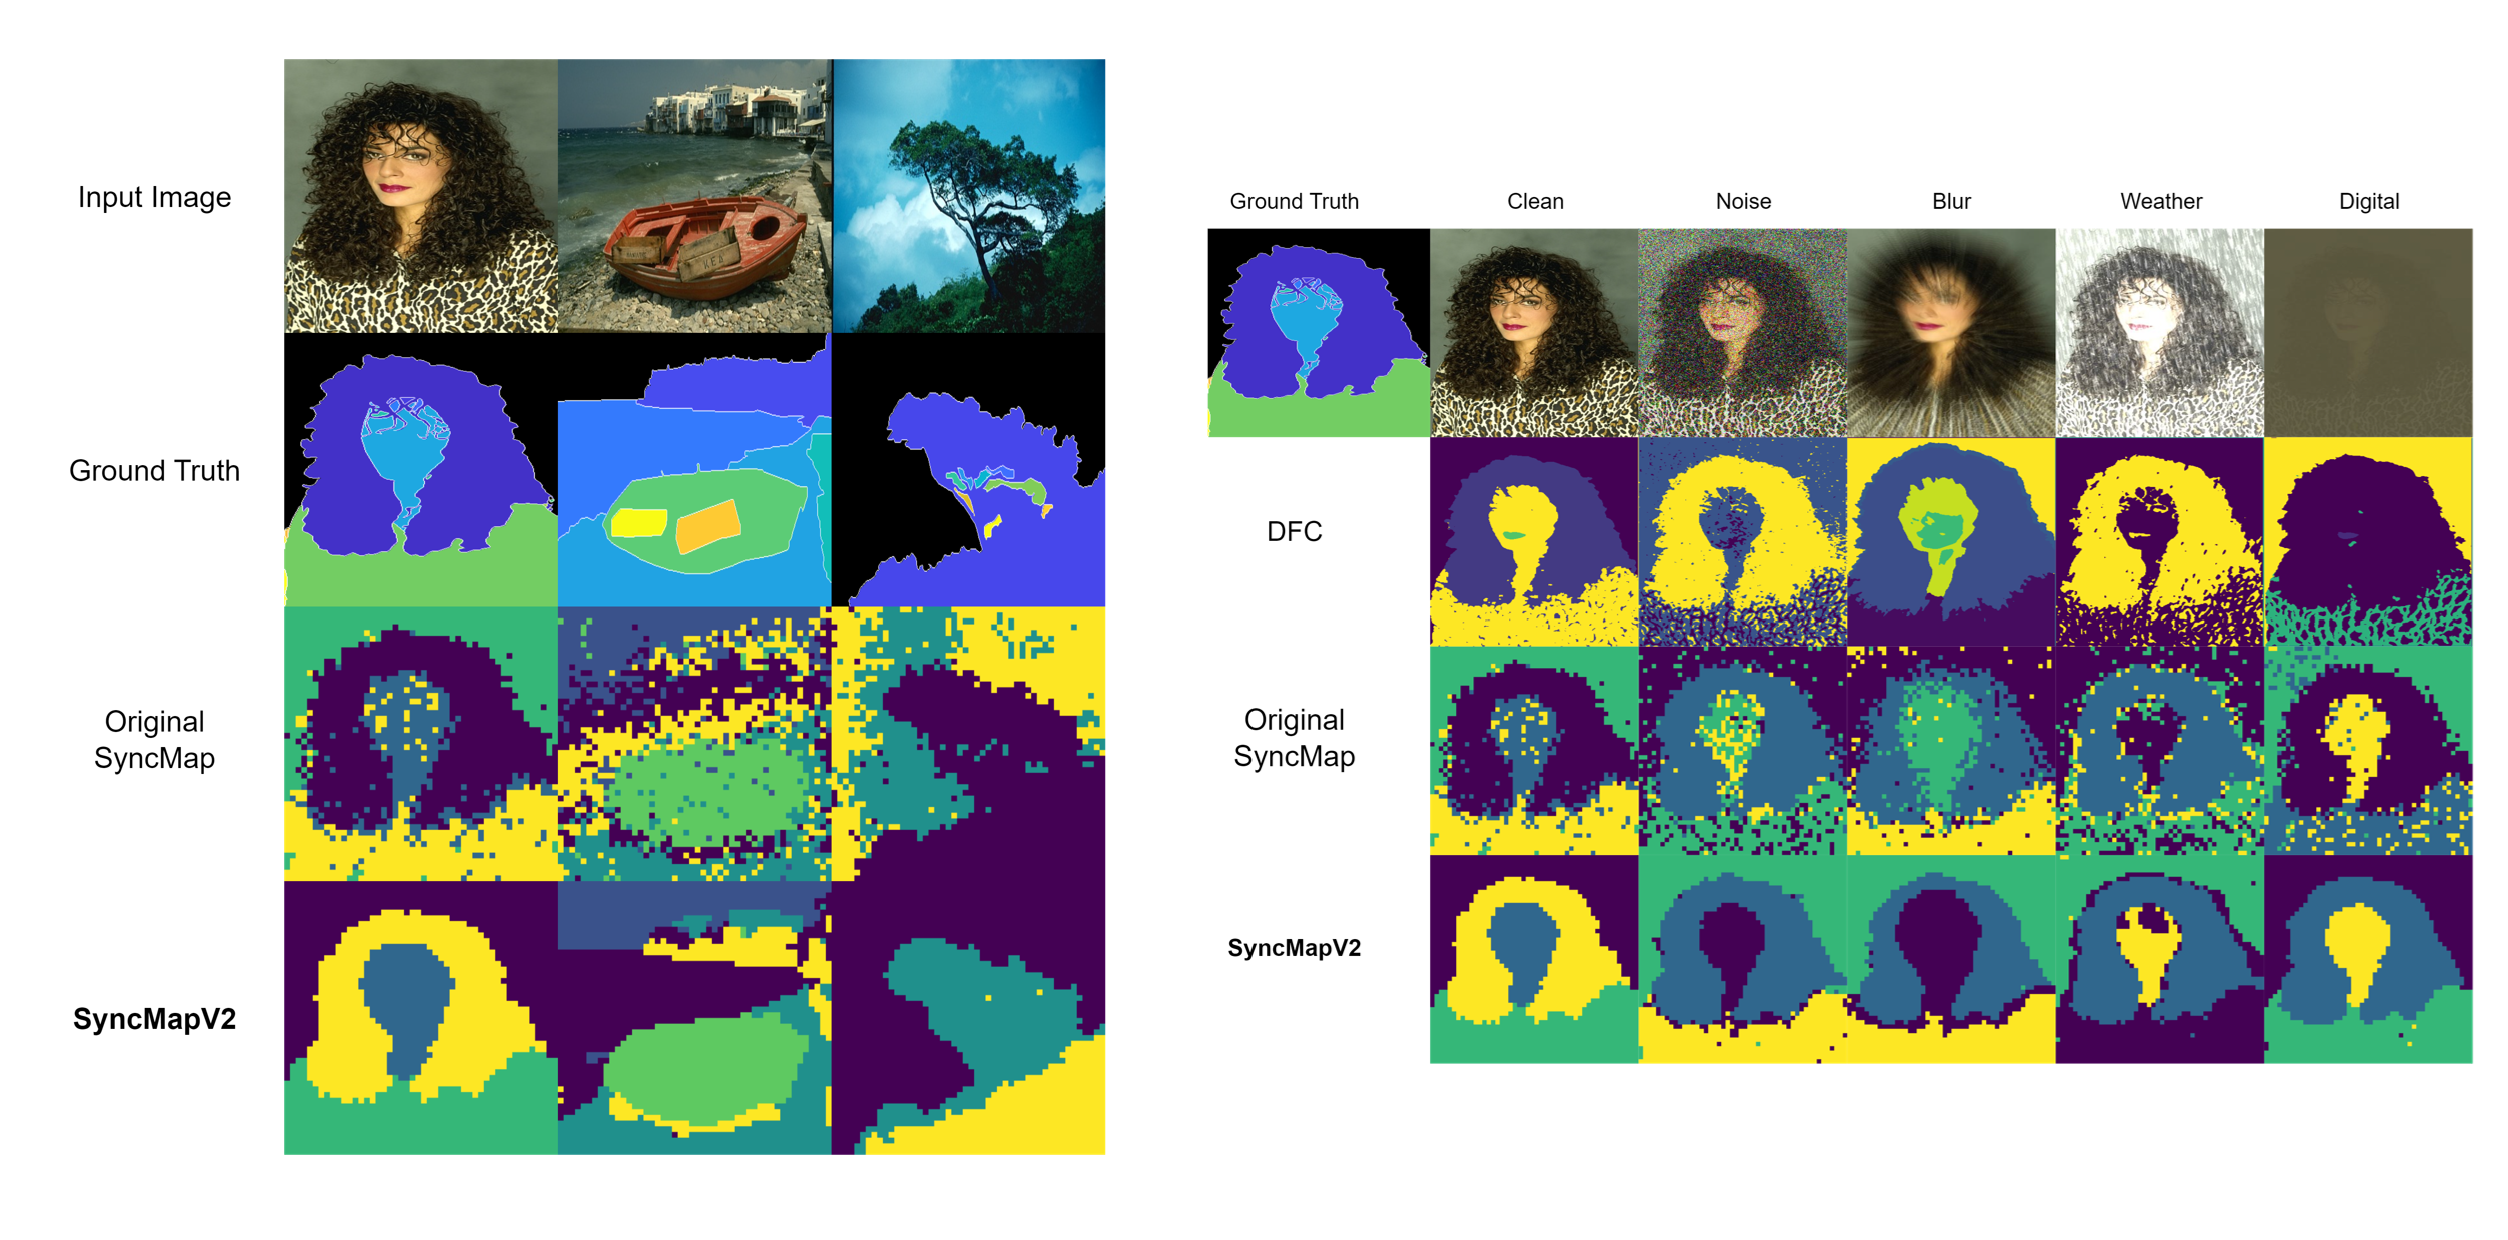 Input Image
Ground Truth
Original
SyncMap
SyncMapV2
Ground Truth
Clean
Noise
Blur
Weather
Digital
DFC
Original
SyncMap
SyncMapV2